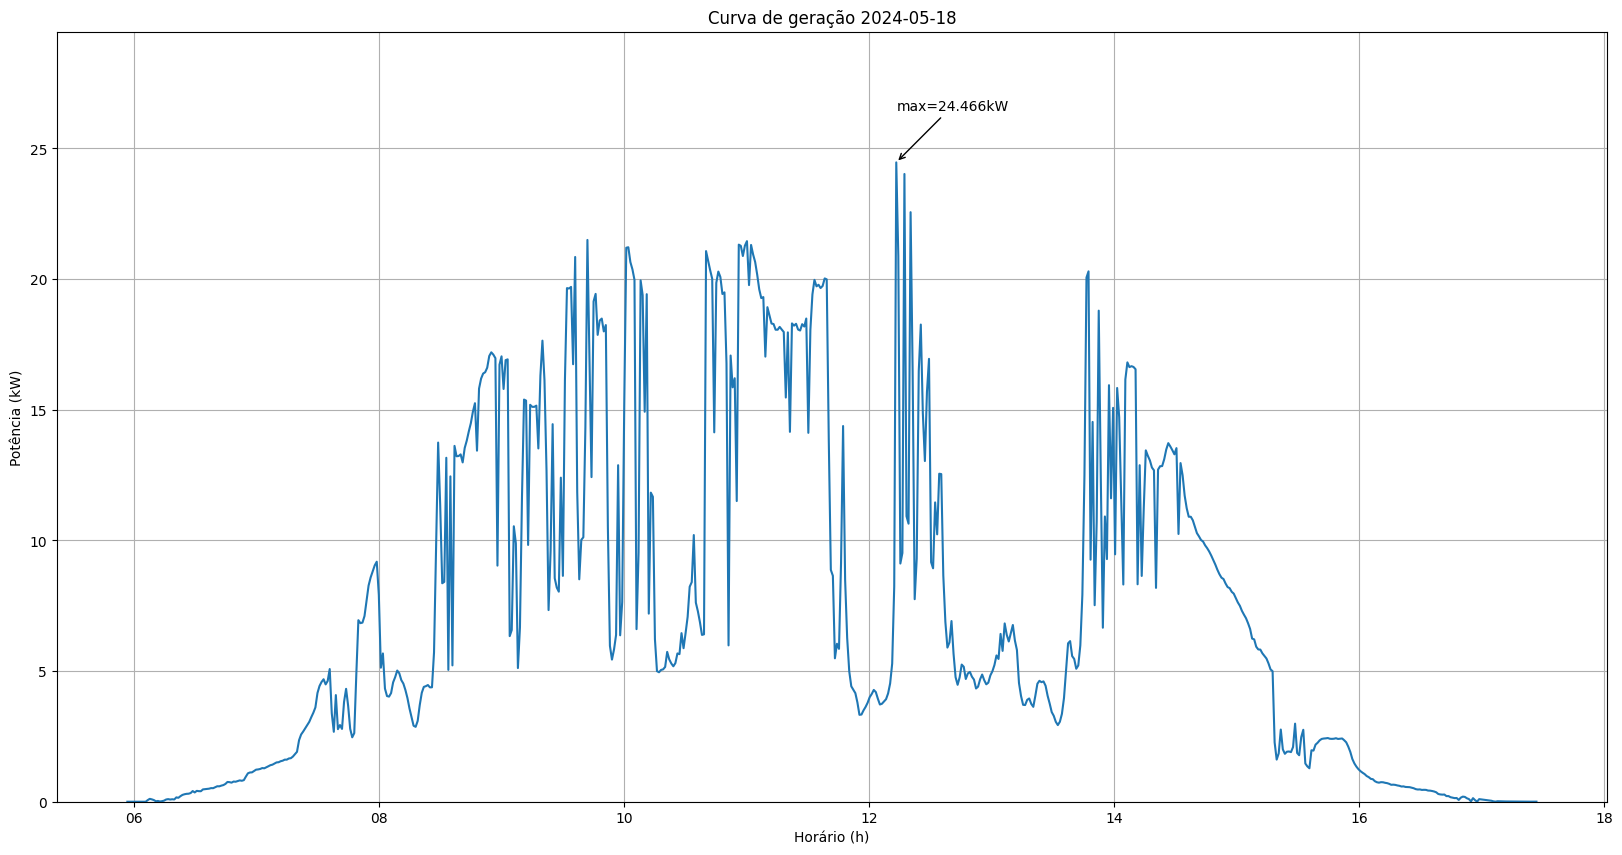 Curva de geração 2024-05-18
max=24.466kW
Potência (kW)
25
20
15
10
5
0
06 08 10 12 14 16 18
Horário (h)